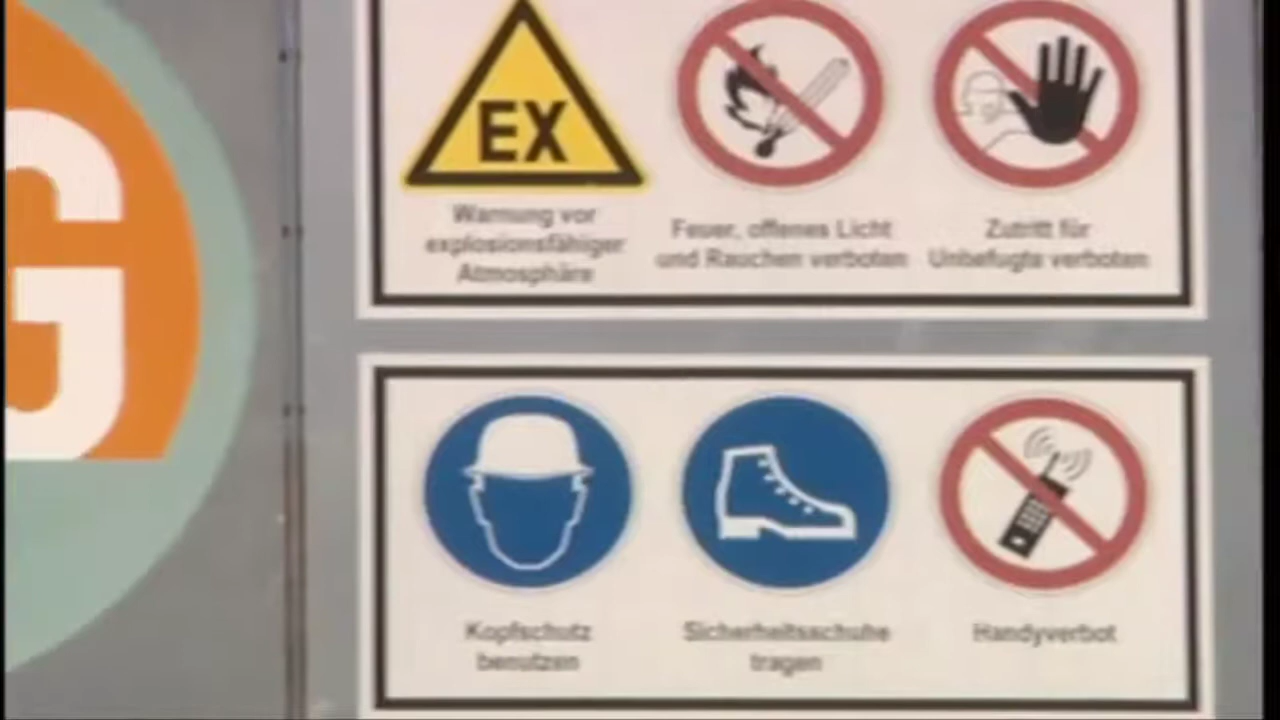 G
EX
Warnung vor
explosionsfähiger
Atmosphäre
Feuer, offenes Licht
und Rauchen verboten
Zutritt für
Unbefugte verboten
Kopfschutz
benutzen
Sicherheitsschuhe
tragen
Handyverbot